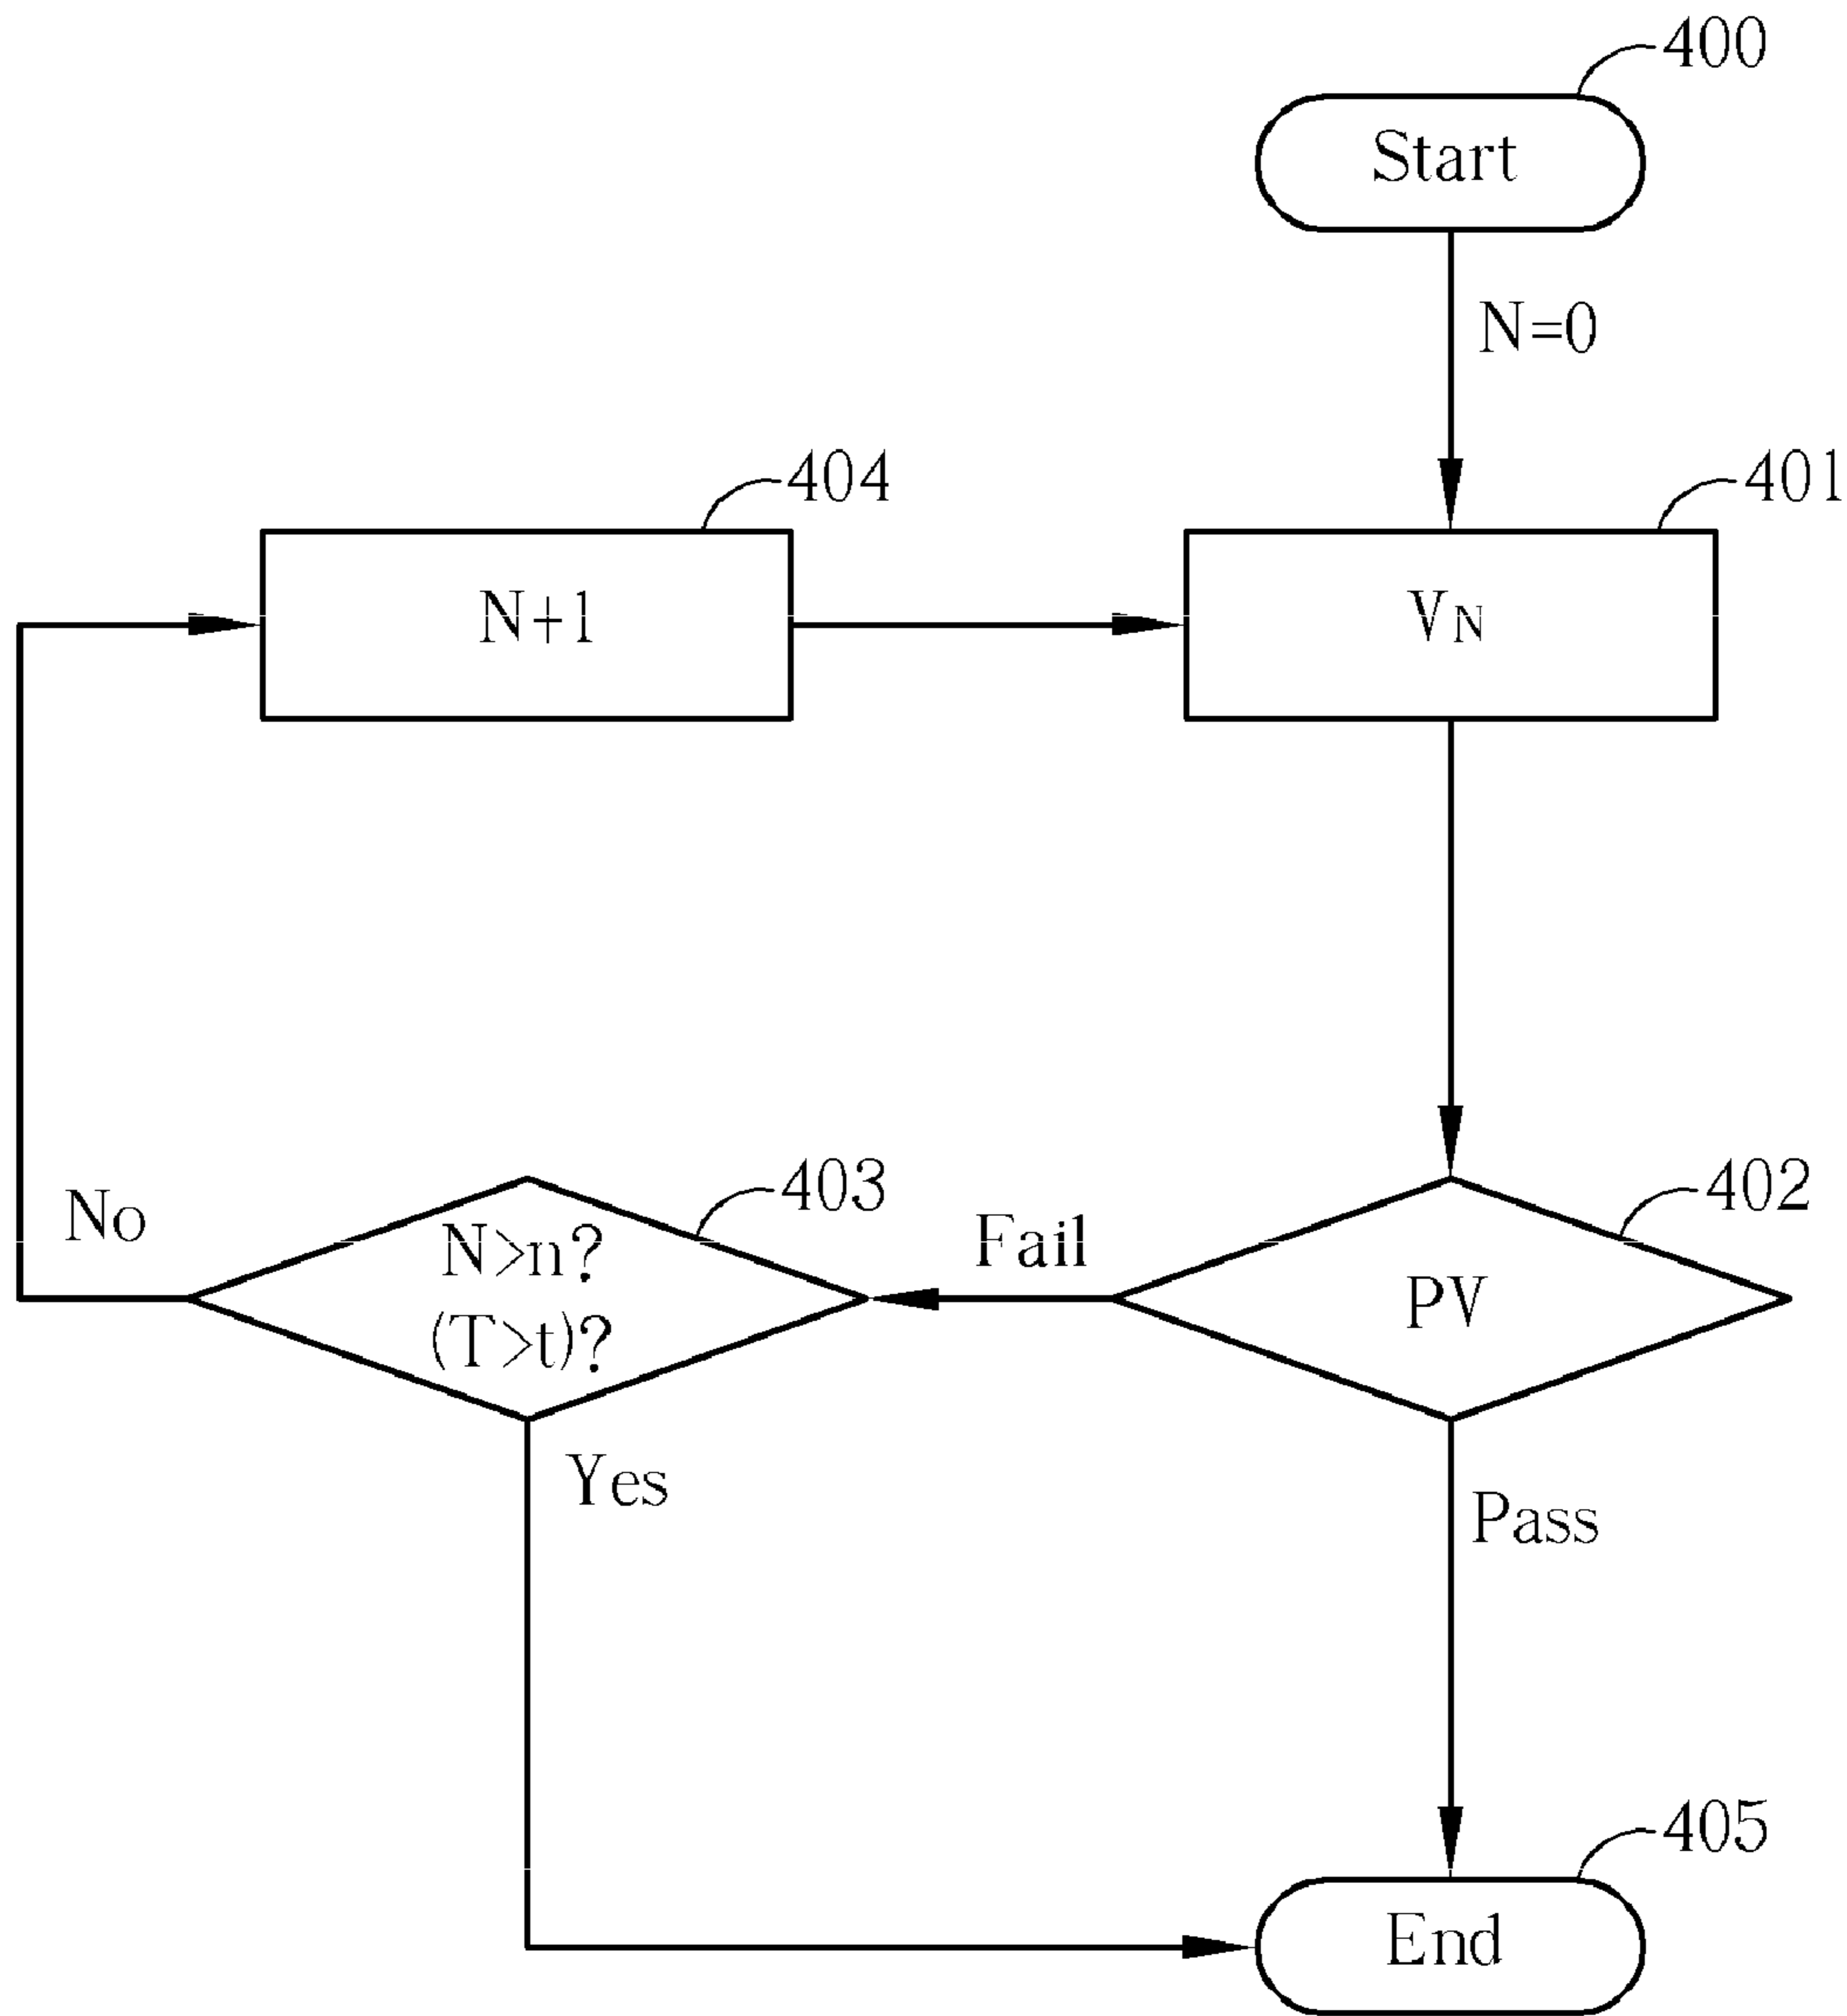 400
Start
N=0
404
401
N+1
VN
403
402
No
N>n?
(T>t)?
Fail
PV
Yes
Pass
405
End